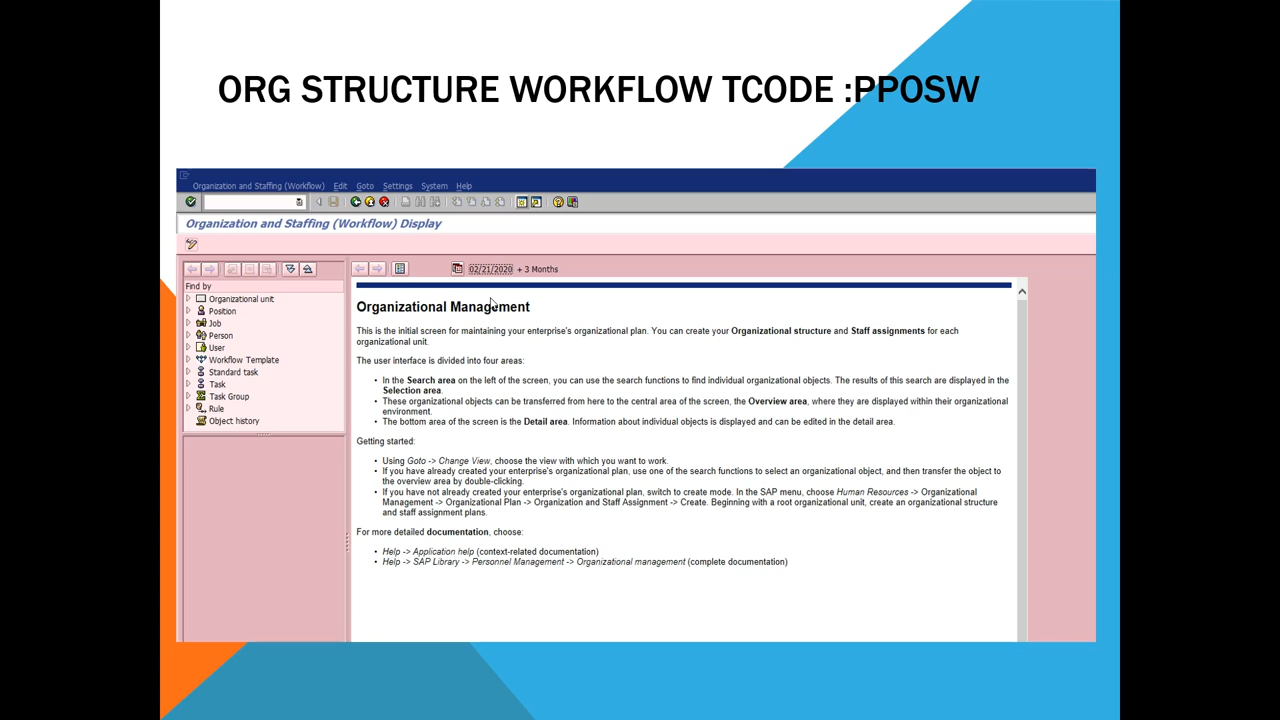 ORG STRUCTURE WORKFLOW TCODE :PPOSW
Organization and Staffing (Workflow) Edit Goto Settings System Help
Organization and Staffing (Workflow) Display
02/21/2020 + 3 Months
Find by
Organizational unit
Position
Job
Person
User
Workflow Template
Standard task
Task
Task Group
Rule
Object history
Organizational Management
This is the initial screen for maintaining your enterprise's organizational plan. You can create your Organizational structure and Staff assignments for each
organizational unit.
The user interface is divided into four areas:
• In the Search area on the left of the screen, you can use the search functions to find individual organizational objects. The results of this search are displayed in the
Selection area.
• These organizational objects can be transferred from here to the central area of the screen, the Overview area, where they are displayed within their organizational
environment.
• The bottom area of the screen is the Detail area. Information about individual objects is displayed and can be edited in the detail area.
Getting started:
• Using Goto -> Change View, choose the view with which you want to work.
• If you have already created your enterprise's organizational plan, use one of the search functions to select an organizational object, and then transfer the object to
the overview area by double-clicking.
• If you have not already created your enterprise's organizational plan, switch to create mode. In the SAP menu, choose Human Resources -> Organizational
Management -> Organizational Plan -> Organization and Staff Assignment -> Create. Beginning with a root organizational unit, create an organizational structure
and staff assignment plans.
For more detailed documentation, choose:
• Help -> Application help (context-related documentation)
• Help -> SAP Library -> Personnel Management -> Organizational management (complete documentation)